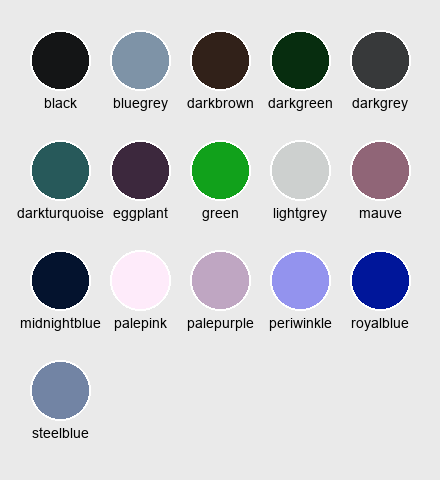 black bluegrey darkbrown darkgreen darkgrey
darkturquoise eggplant green lightgrey mauve
midnightblue palepink palepurple periwinkle royalblue
steelblue